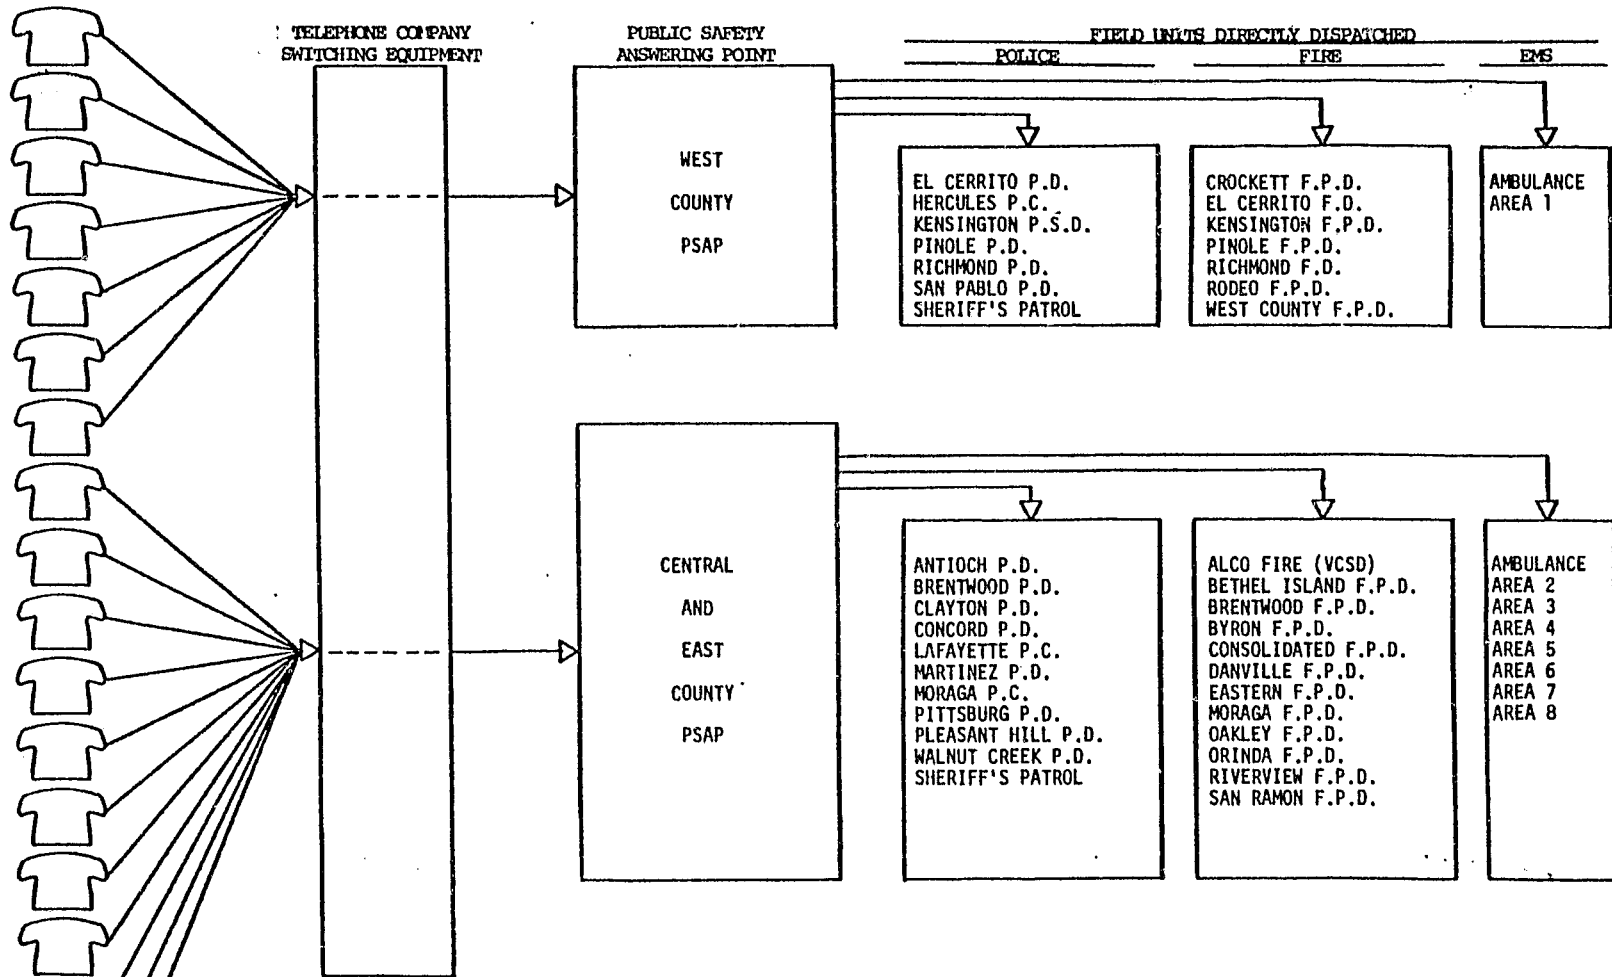 TELEPHONE COMPANY
SWITCHING EQUIPMENT
PUBLIC SAFETY
ANSWERING POINT
FIELD UNITS DIRECTLY DISPATCHED
POLICE
FIRE
EMS
WEST
COUNTY
PSAP
EL CERRITO P.D.
HERCULES P.C.
KENSINGTON P.S.D.
PINOLE P.D.
RICHMOND P.D.
SAN PABLO P.D.
SHERIFF'S PATROL
CROCKETT F.P.D.
EL CERRITO F.D.
KENSINGTON F.P.D.
PINOLE F.P.D.
RICHMOND F.D.
RODEO F.P.D.
WEST COUNTY F.P.D.
AMBULANCE
AREA 1
CENTRAL
AND
EAST
COUNTY
PSAP
ANTIOCH P.D.
BRENTWOOD P.D.
CLAYTON P.D.
CONCORD P.D.
LAFAYETTE P.C.
MARTINEZ P.D.
MORAGA P.C.
PITTSBURG P.D.
PLEASANT HILL P.D.
WALNUT CREEK P.D.
SHERIFF'S PATROL
ALCO FIRE (VCSD)
BETHEL ISLAND F.P.D.
BRENTWOOD F.P.D.
BYRON F.P.D.
CONSOLIDATED F.P.D.
DANVILLE F.P.D.
EASTERN F.P.D.
MORAGA F.P.D.
OAKLEY F.P.D.
ORINDA F.P.D.
RIVERVIEW F.P.D.
SAN RAMON F.P.D.
AMBULANCE
AREA 2
AREA 3
AREA 4
AREA 5
AREA 6
AREA 7
AREA 8